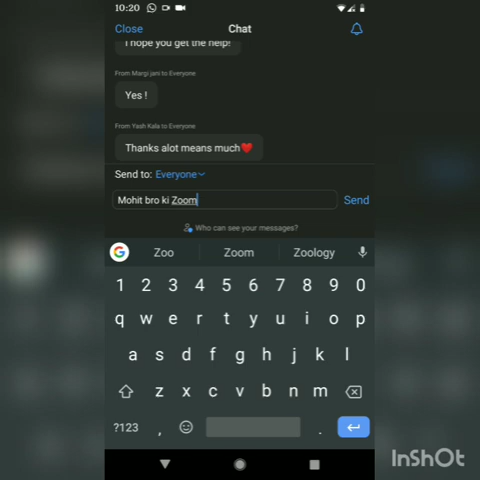 10:20
Close Chat
I hope you get the help!
From Margi jani to Everyone
Yes !
From Yash Kala to Everyone
Thanks alot means much❤️
Send to: Everyone
Mohit bro ki Zoom Send
Who can see your messages?
G Zoo Zoom Zoology
1 2 3 4 5 6 7 8 9 0
q w e r t y u i o p
a s d f g h j k l
z x c v b n m
?123 , .
InShOt